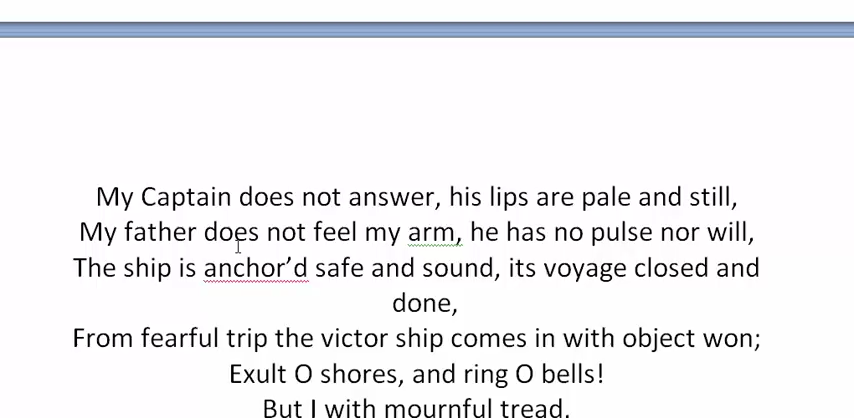 My Captain does not answer, his lips are pale and still,
My father does not feel my arm, he has no pulse nor will,
The ship is anchor’d safe and sound, its voyage closed and
done,
From fearful trip the victor ship comes in with object won;
Exult O shores, and ring O bells!
But I with mournful tread,